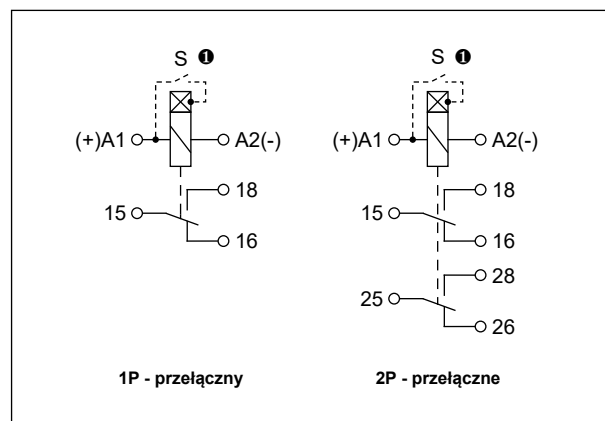 S ❶
(+)A1 A2(-)
18
15
16
1P - przełączny
S ❶
(+)A1 A2(-)
18
15
16
28
25
26
2P - przełączne